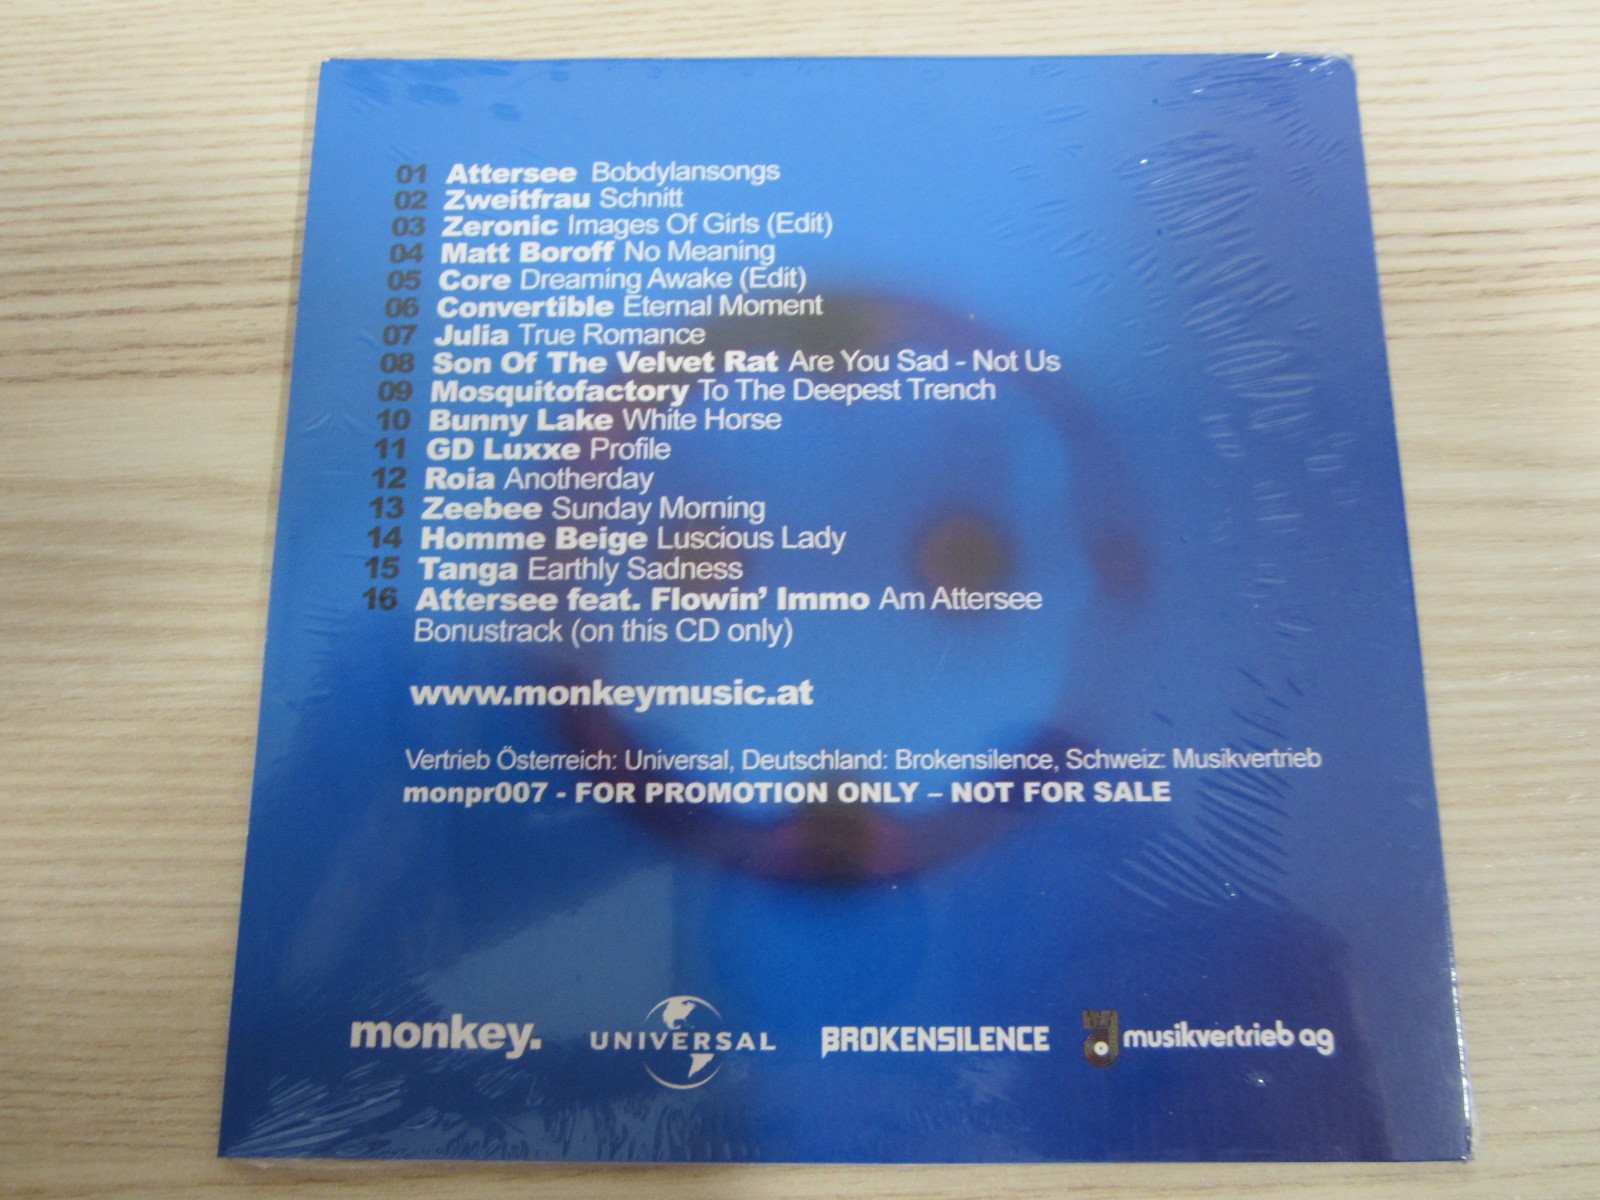 01 Attersee Bobdylansongs
02 Zweitfrau Schnitt
03 Zeronic Images Of Girls (Edit)
04 Matt Boroff No Meaning
05 Core Dreaming Awake (Edit)
06 Convertible Eternal Moment
07 Julia True Romance
08 Son Of The Velvet Rat Are You Sad - Not Us
09 Mosquitofactory To The Deepest Trench
10 Bunny Lake White Horse
11 GD Luxxe Profile
12 Roia Anotherday
13 Zeebee Sunday Morning
14 Homme Beige Luscious Lady
15 Tanga Earthly Sadness
16 Attersee feat. Flowin' Immo Am Attersee
Bonustrack (on this CD only)
www.monkeymusic.at
Vertrieb Österreich: Universal, Deutschland: Brokensilence, Schweiz: Musikvertrieb
monpr007 - FOR PROMOTION ONLY – NOT FOR SALE
monkey. UNIVERSAL BROKENSILENCE musikvertrieb ag